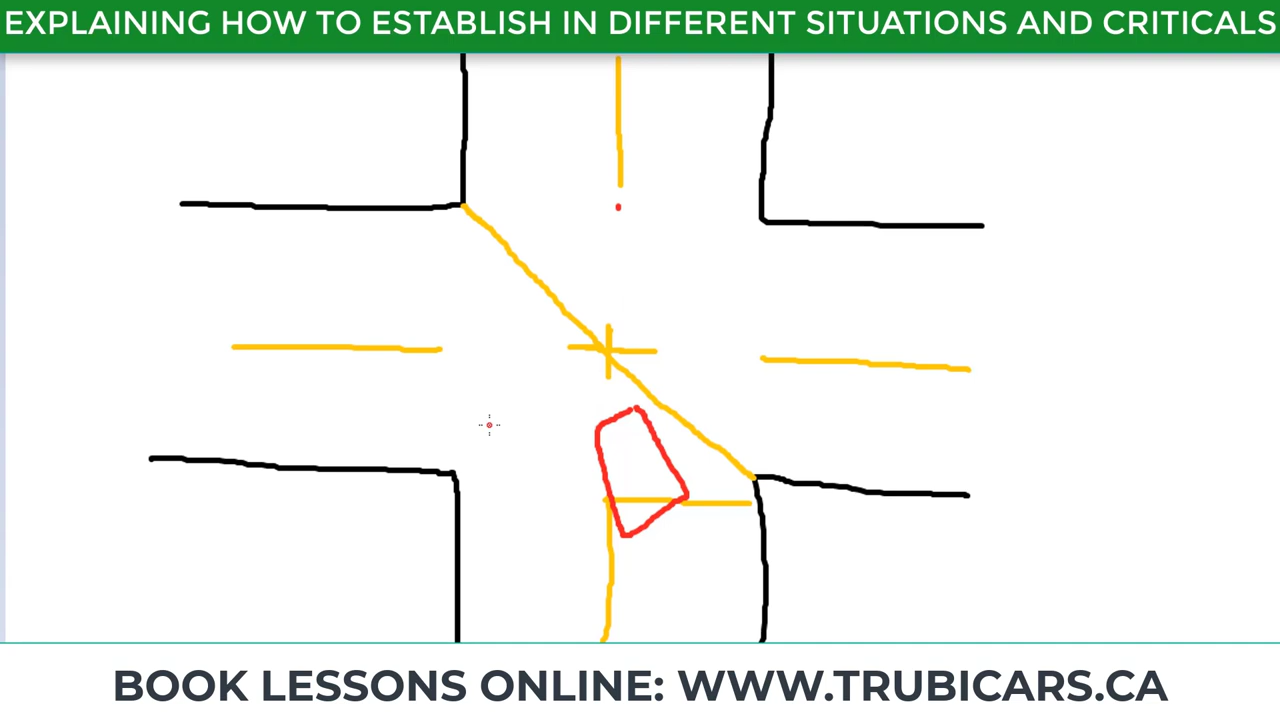 EXPLAINING HOW TO ESTABLISH IN DIFFERENT SITUATIONS AND CRITICALS
BOOK LESSONS ONLINE: WWW.TRUBICARS.CA